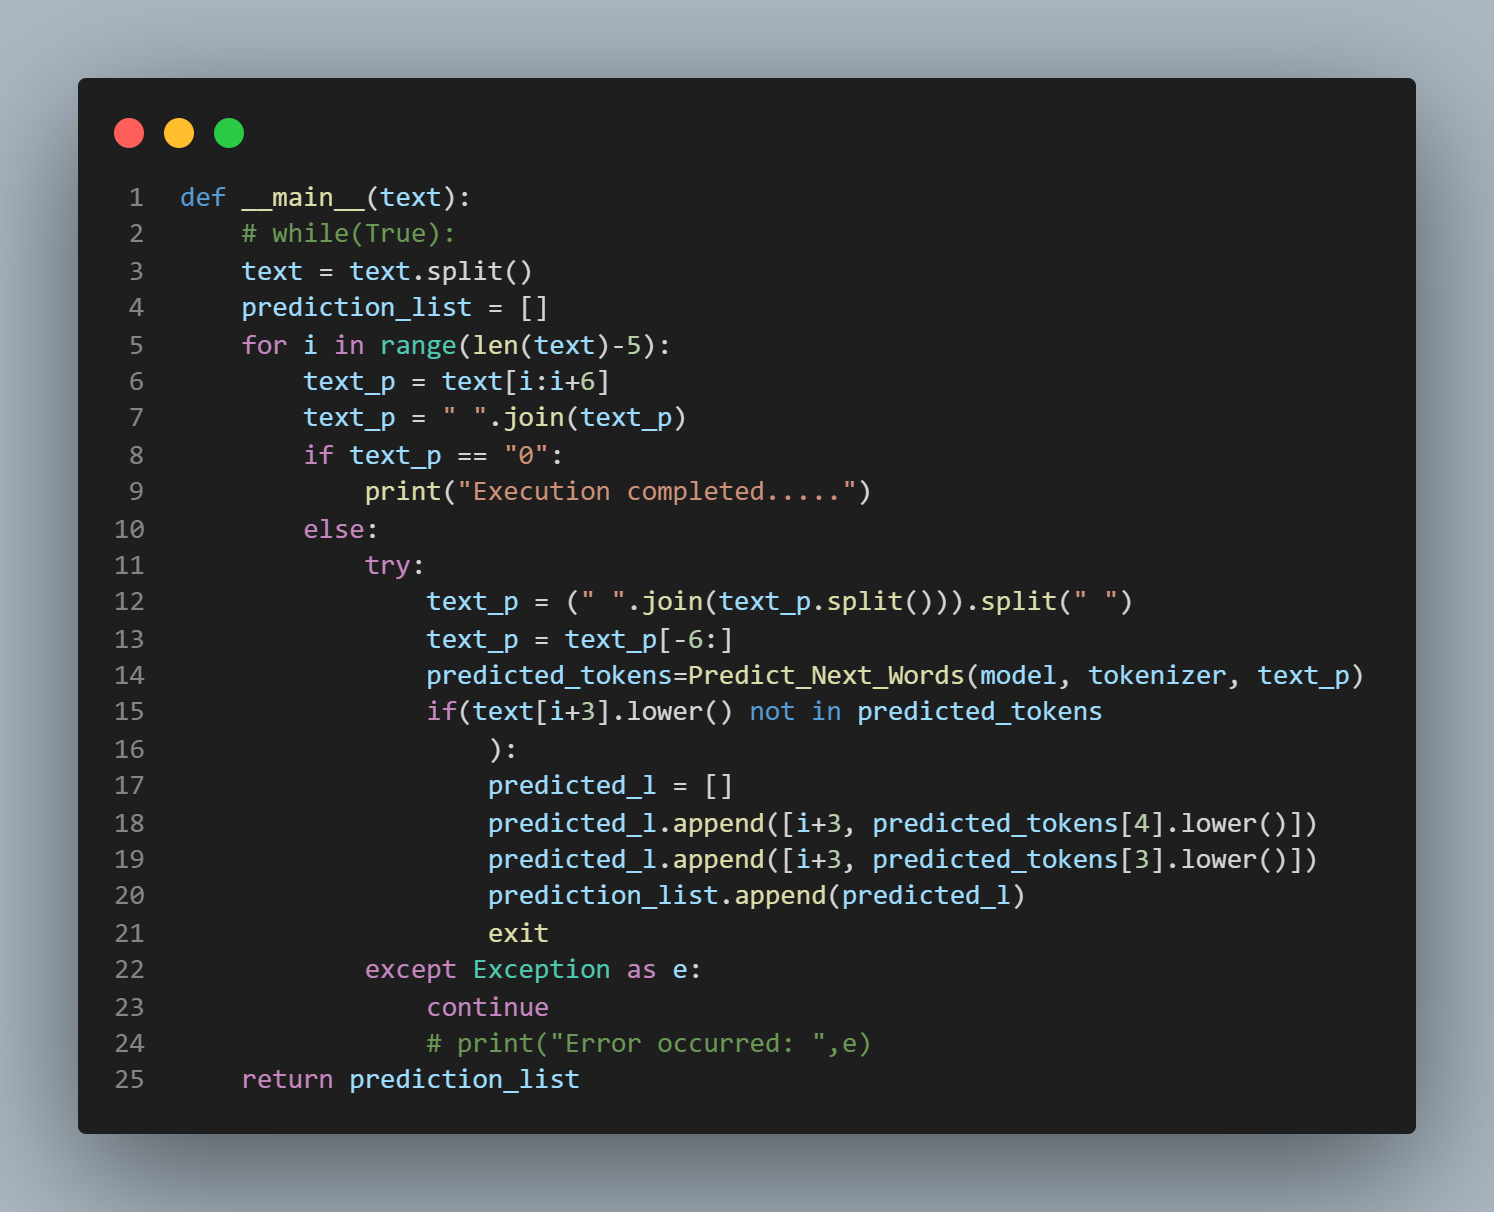 1 def __main__(text):
2     # while(True):
3     text = text.split()
4     prediction_list = []
5     for i in range(len(text)-5):
6         text_p = text[i:i+6]
7         text_p = " ".join(text_p)
8         if text_p == "0":
9             print("Execution completed.....")
10         else:
11             try:
12                 text_p = (" ".join(text_p.split())).split(" ")
13                 text_p = text_p[-6:]
14                 predicted_tokens=Predict_Next_Words(model, tokenizer, text_p)
15                 if(text[i+3].lower() not in predicted_tokens
16                     ):
17                     predicted_l = []
18                     predicted_l.append([i+3, predicted_tokens[4].lower()])
19                     predicted_l.append([i+3, predicted_tokens[3].lower()])
20                     prediction_list.append(predicted_l)
21                     exit
22             except Exception as e:
23                 continue
24                 # print("Error occurred: ",e)
25     return prediction_list